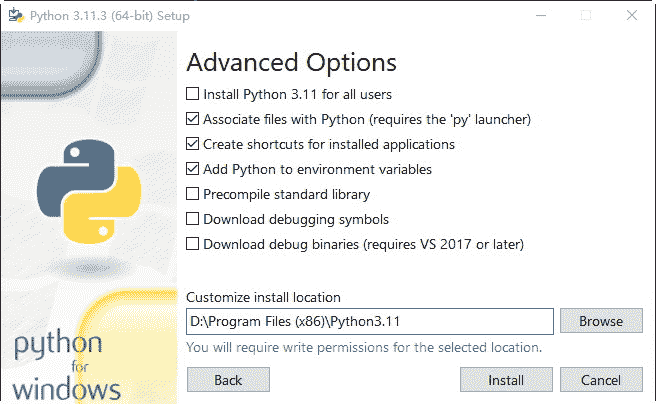 Python 3.11.3 (64-bit) Setup
Advanced Options
Install Python 3.11 for all users
Associate files with Python (requires the 'py' launcher)
Create shortcuts for installed applications
Add Python to environment variables
Precompile standard library
Download debugging symbols
Download debug binaries (requires VS 2017 or later)
Customize install location
D:\Program Files (x86)\Python3.11
Browse
You will require write permissions for the selected location.
python
for
windows
Back
Install
Cancel